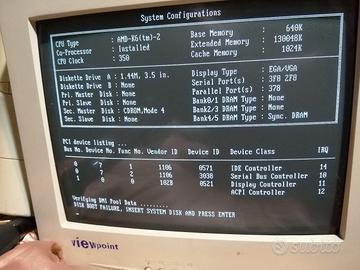 System Configurations
CPU Type : AMD-K6(tm)-2 Base Memory : 640K
Co-Processor : Installed Extended Memory : 130048K
CPU Clock : 350 Cache Memory : 1024K
Diskette Drive A : 1.44M, 3.5 in. Display Type : EGA/VGA
Diskette Drive B : None Serial Port(s) : 3F8 2F8
Pri. Master Disk : None Parallel Port(s) : 378
Pri. Slave Disk : None Bank0/1 DRAM Type : None
Sec. Master Disk : CDROM,Mode 4 Bank2/3 DRAM Type : None
Sec. Slave Disk : None Bank4/5 DRAM Type : Sync. DRAM
PCI device listing ...
Bus No. Device No. Func No. Vendor ID Device ID Device Class IRQ
0 7 1 1106 0571 IDE Controller 14
0 7 2 1106 3038 Serial Bus Controller 10
1 0 0 1023 0521 Display Controller 11
ACPI Controller 12
Verifying DMI Pool Data ........
DISK BOOT FAILURE, INSERT SYSTEM DISK AND PRESS ENTER
viewpoint
subito